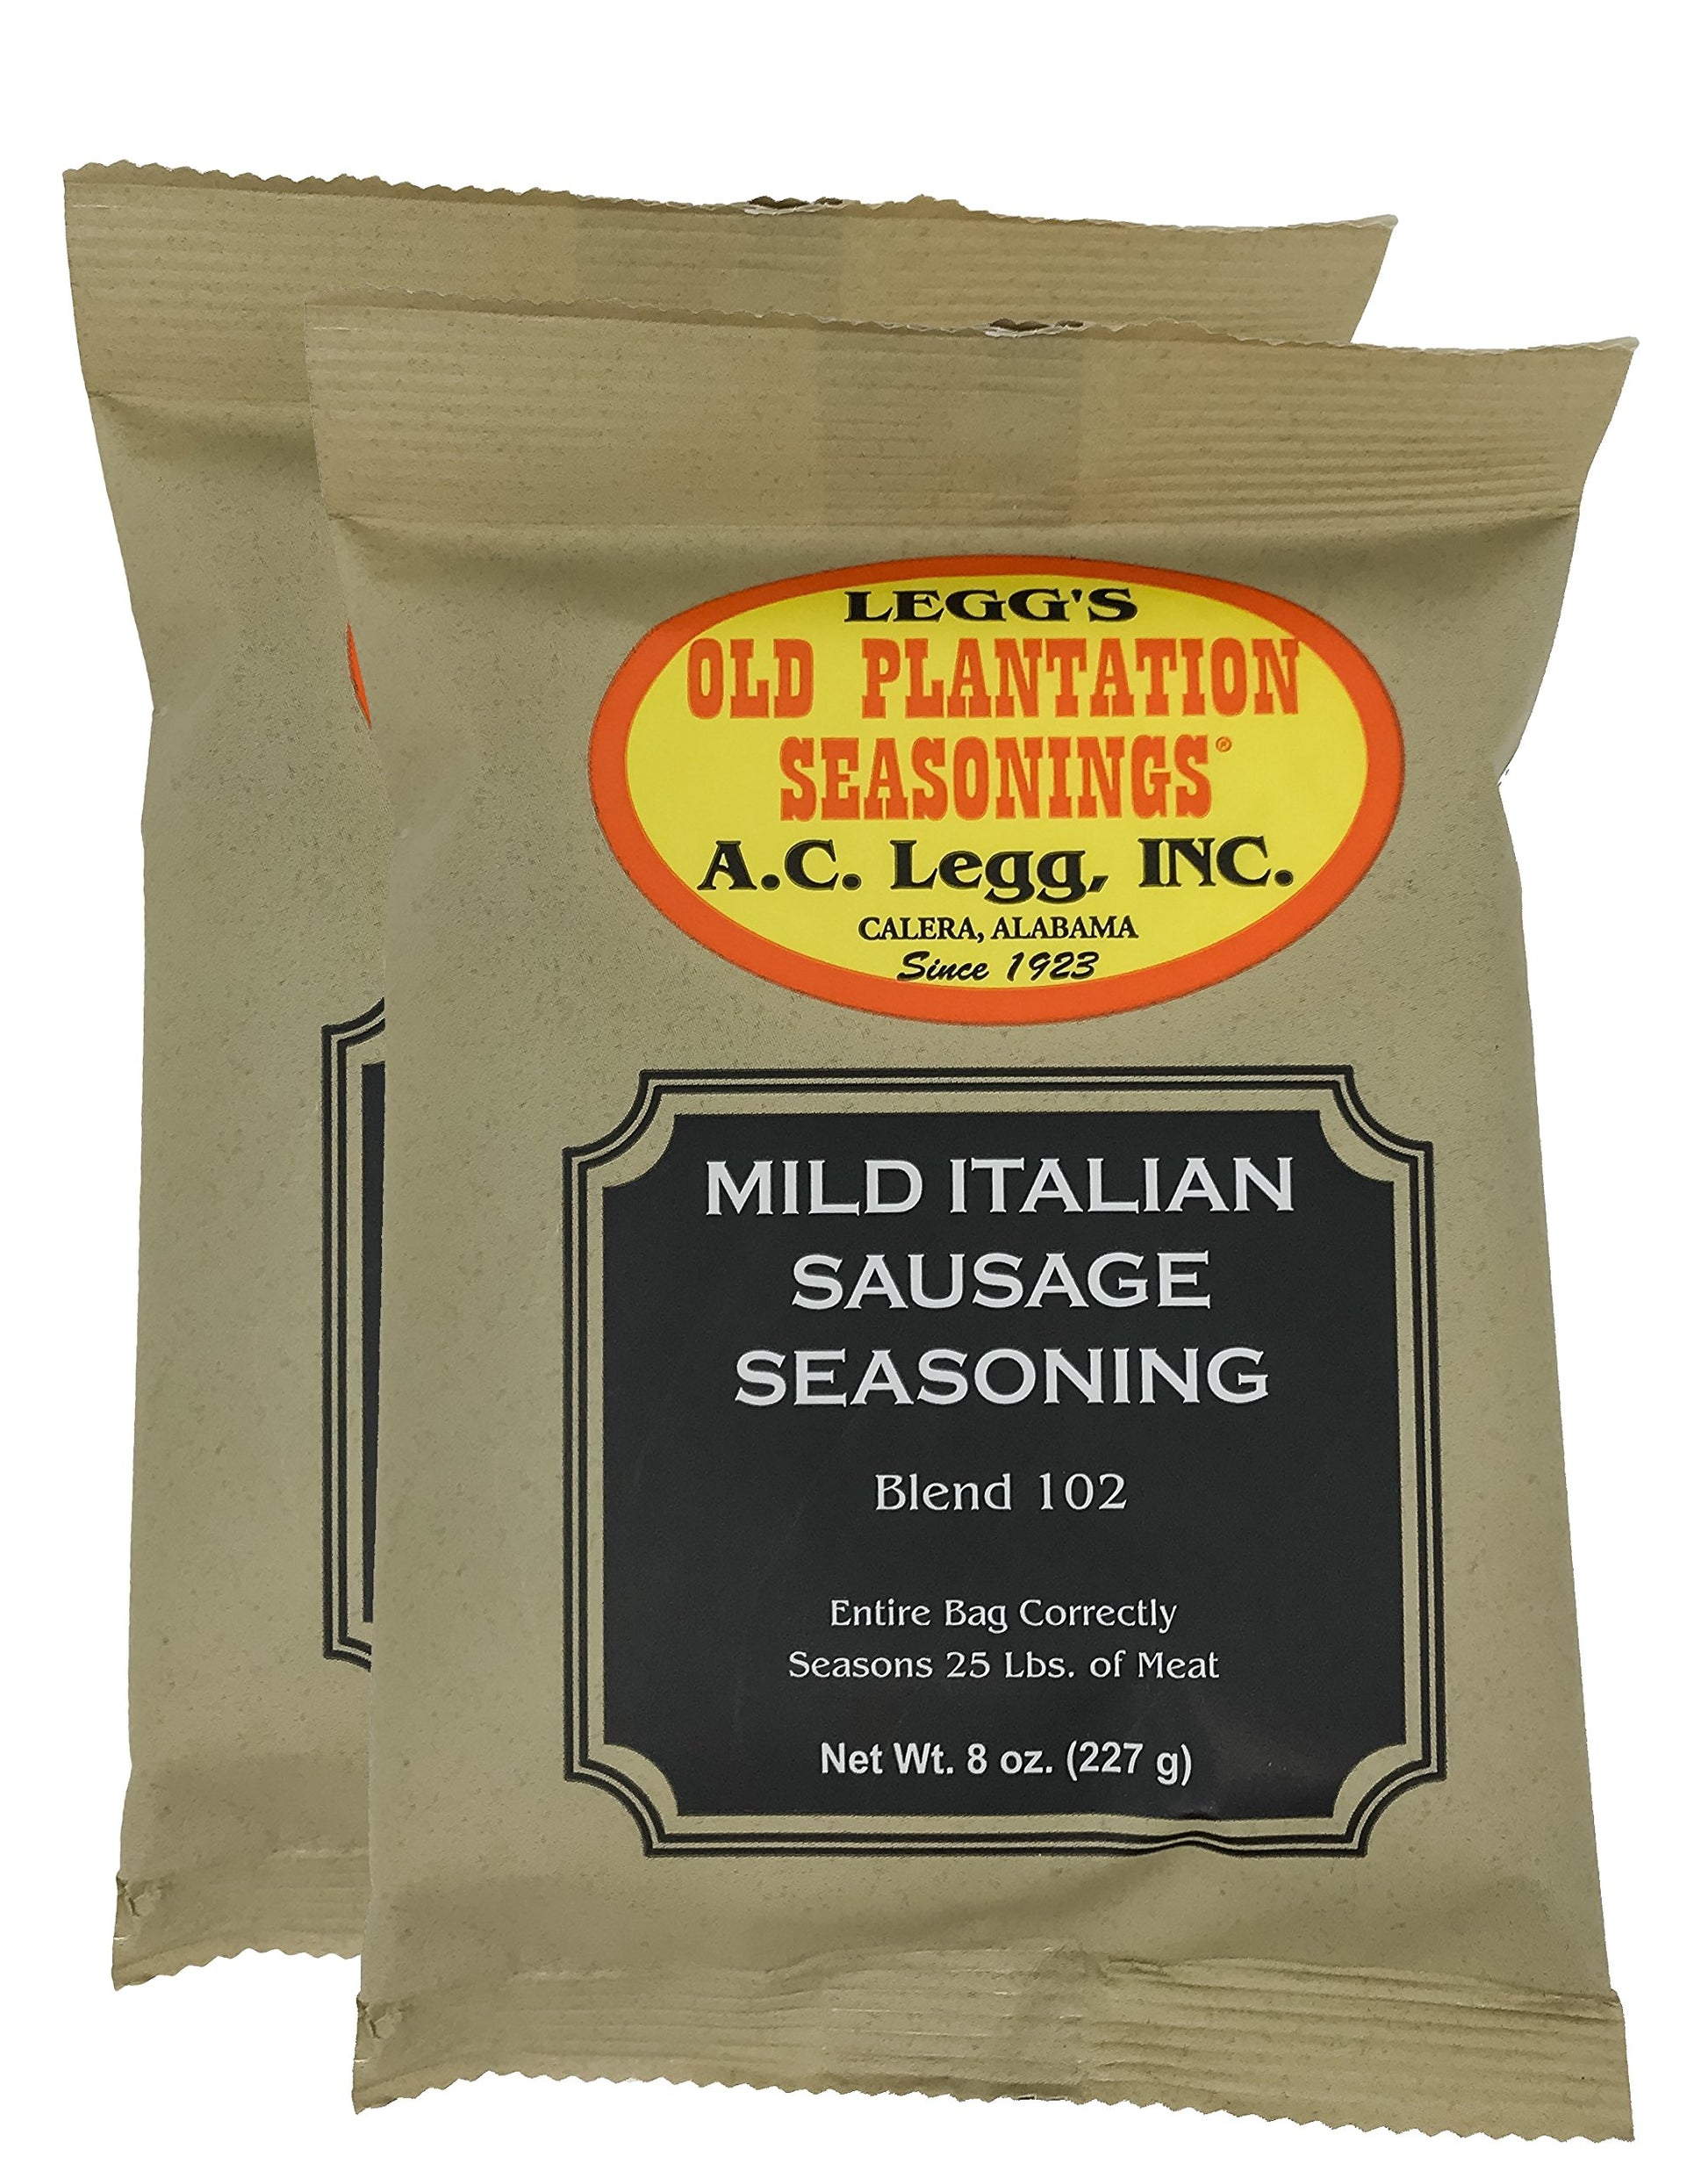 LEGG'S
OLD PLANTATION
SEASONINGS®
A.C. Legg, INC.
CALERA, ALABAMA
Since 1923
MILD ITALIAN
SAUSAGE
SEASONING
Blend 102
Entire Bag Correctly
Seasons 25 Lbs. of Meat
Net Wt. 8 oz. (227 g)